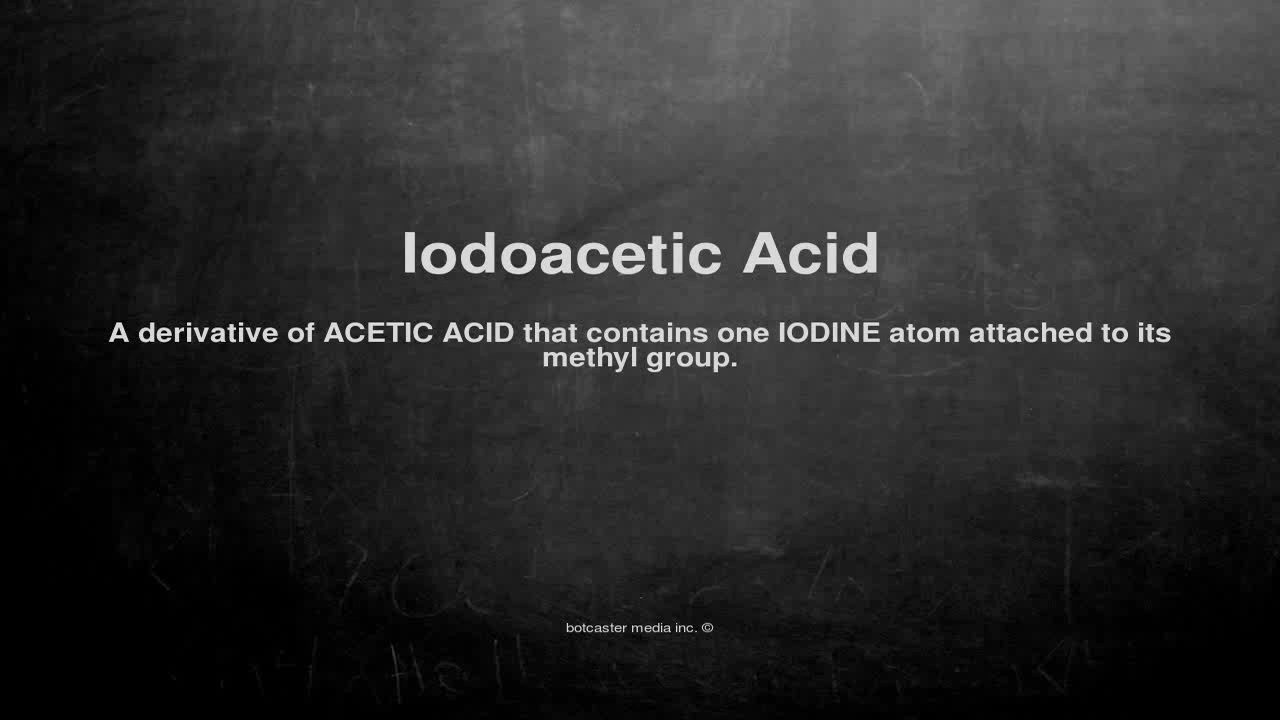 Iodoacetic Acid
A derivative of ACETIC ACID that contains one IODINE atom attached to its
methyl group.
botcaster media inc. ©